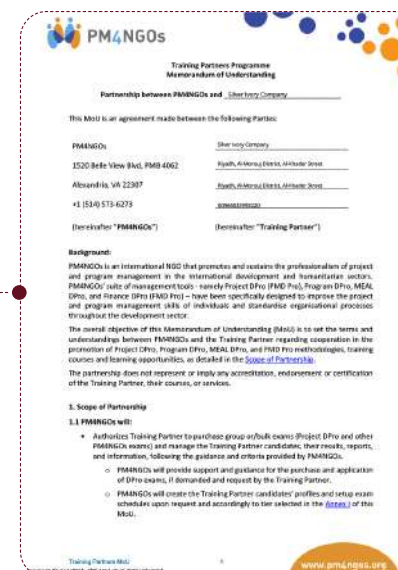 PM4NGOs
Training Partners Programme
Memorandum of Understanding
Partnership between PM4NGOs and Silver Ivory Company
This MoU is an agreement made between the following Parties:
PM4NGOs Silver Ivory Company
1520 Belle View Blvd, PMB 4062 Riyadh, District, Street
Alexandria, VA 22307 Riyadh, District, Street
+1 (514) 573-6273
(hereinafter "PM4NGOs") (hereinafter "Training Partner")
Background:
PM4NGOs is an international NGO that promotes and sustains the professionalism of project
and program management in the international development and humanitarian sectors.
PM4NGOs' suite of management tools - namely Project DPro (PMD Pro), Program DPro, MEAL
DPro, and Finance DPro (FMD Pro) – have been specifically designed to improve the project
and program management skills of individuals and standardise organisational processes
throughout the development sector.
The overall objective of this Memorandum of Understanding (MoU) is to set the terms and
understandings between PM4NGOs and the Training Partner regarding cooperation in the
promotion of Project DPro, Program DPro, MEAL DPro, and FMD Pro methodologies, training
courses and learning opportunities, as detailed in the Scope of Partnership.
The partnership does not represent or imply any accreditation, endorsement or certification
of the Training Partner, their courses, or services.
1. Scope of Partnership
1.1 PM4NGOs will:
• Authorizes Training Partner to purchase group or/bulk exams (Project DPro and other
PM4NGOs exams) and manage the Training Partner candidates, their results, reports,
and information, following the guidance and criteria provided by PM4NGOs.
o PM4NGOs will provide support and guidance for the purchase and application
of DPro exams, if demanded and request by the Training Partner.
o PM4NGOs will create the Training Partner candidates' profiles and setup exam
schedules upon request and accordingly to tier selected in the Annex I of this
MoU.
Training Partners MoU
www.pm4ngos.org